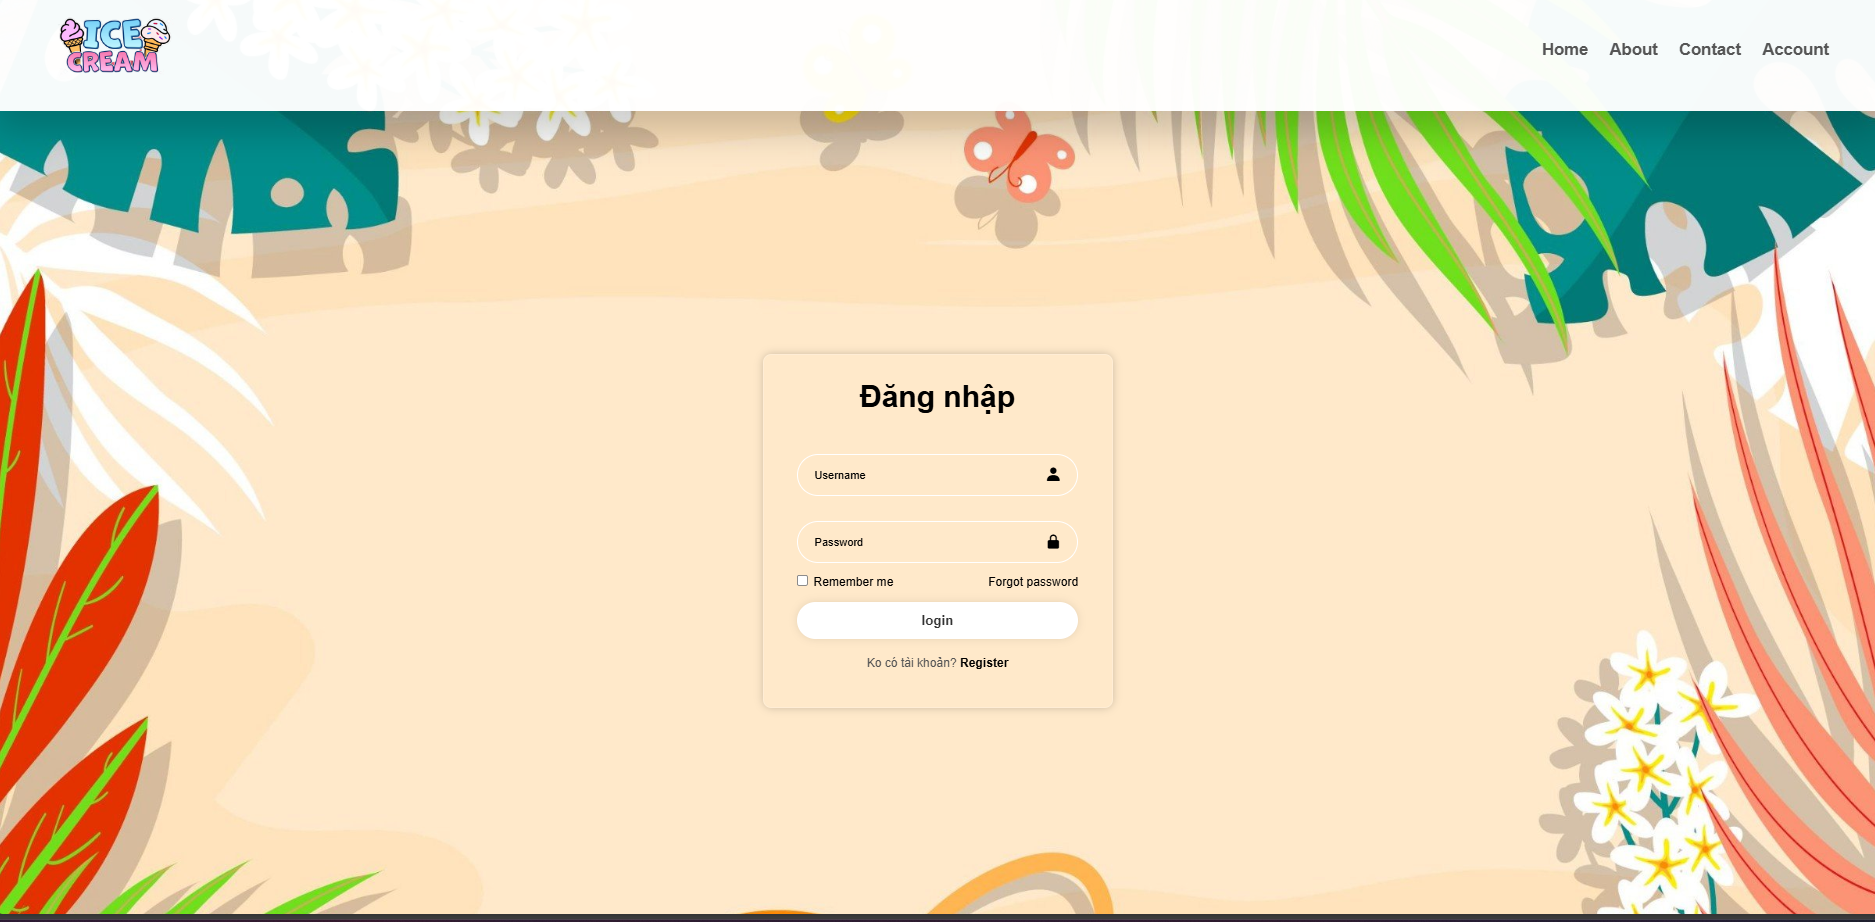 ICE
CREAM
Home About Contact Account
Đăng nhập
Username
Password
Remember me Forgot password
login
Ko có tài khoản? Register